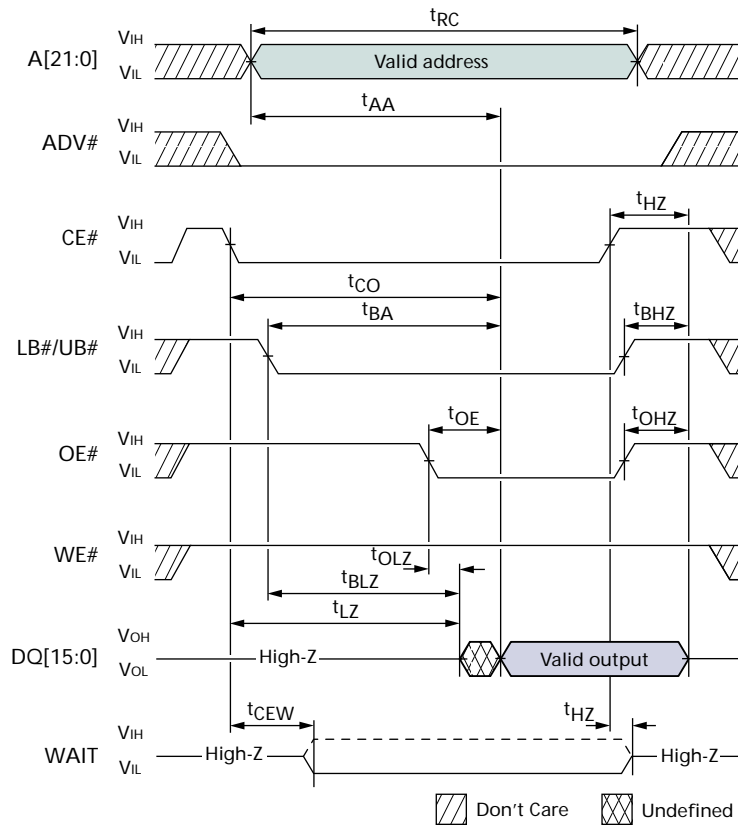 tRC
A[21:0] VIH VIL Valid address
tAA
ADV# VIH VIL
tHZ
CE# VIH VIL
tCO
tBA tBHZ
LB#/UB# VIH VIL
tOE tOHZ
OE# VIH VIL
WE# VIH VIL
tOLZ
tBLZ
tLZ
DQ[15:0] VOH VOL High-Z Valid output
tCEW tHZ
WAIT VIH VIL High-Z High-Z
Don't Care Undefined